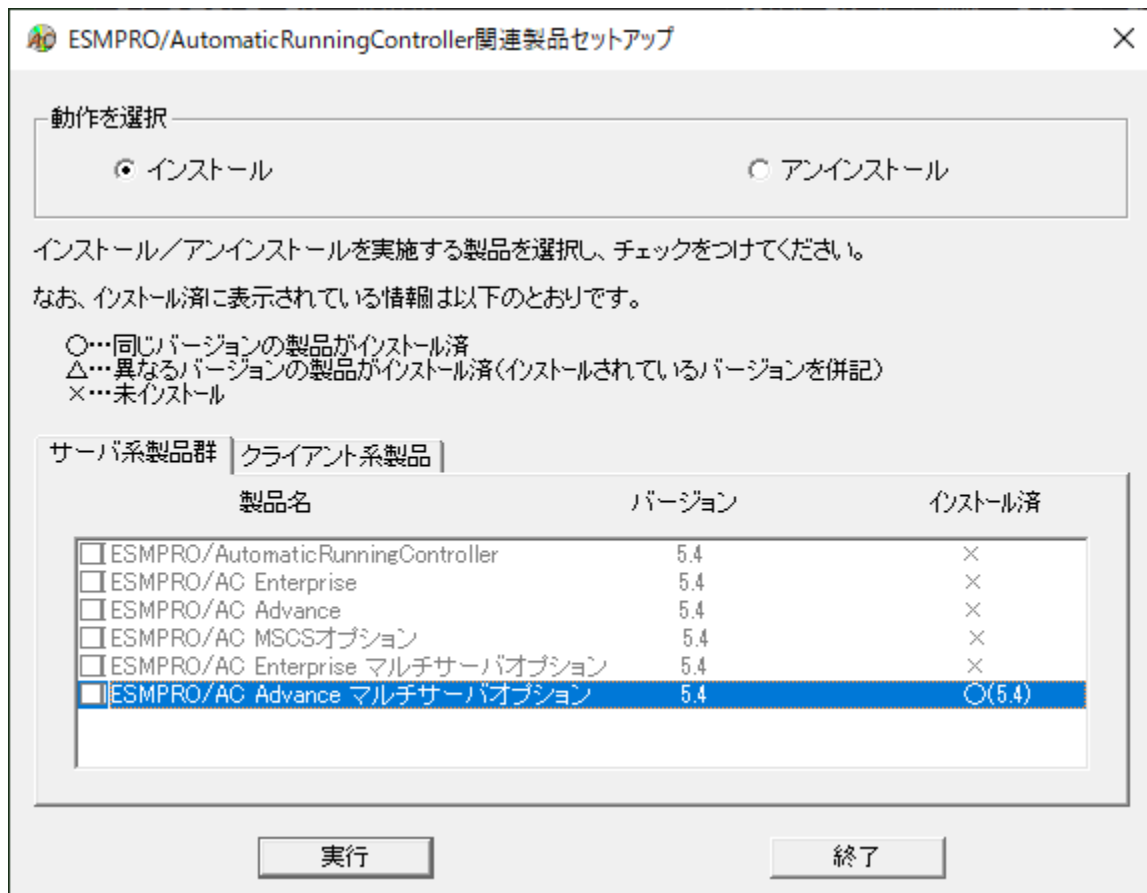 ESMPRO/AutomaticRunningController関連製品セットアップ
動作を選択
インストール アンインストール
インストール／アンインストールを実施する製品を選択し、チェックをつけてください。
なお、インストール済に表示されている情報は以下のとおりです。
○…同じバージョンの製品がインストール済
△…異なるバージョンの製品がインストール済(インストールされているバージョンを併記)
×…未インストール
サーバ系製品群 クライアント系製品
製品名 バージョン インストール済
ESMPRO/AutomaticRunningController 5.4 ×
ESMPRO/AC Enterprise 5.4 ×
ESMPRO/AC Advance 5.4 ×
ESMPRO/AC MSCSオプション 5.4 ×
ESMPRO/AC Enterprise マルチサーバオプション 5.4 ×
ESMPRO/AC Advance マルチサーバオプション 5.4 ○(5.4)
実行 終了